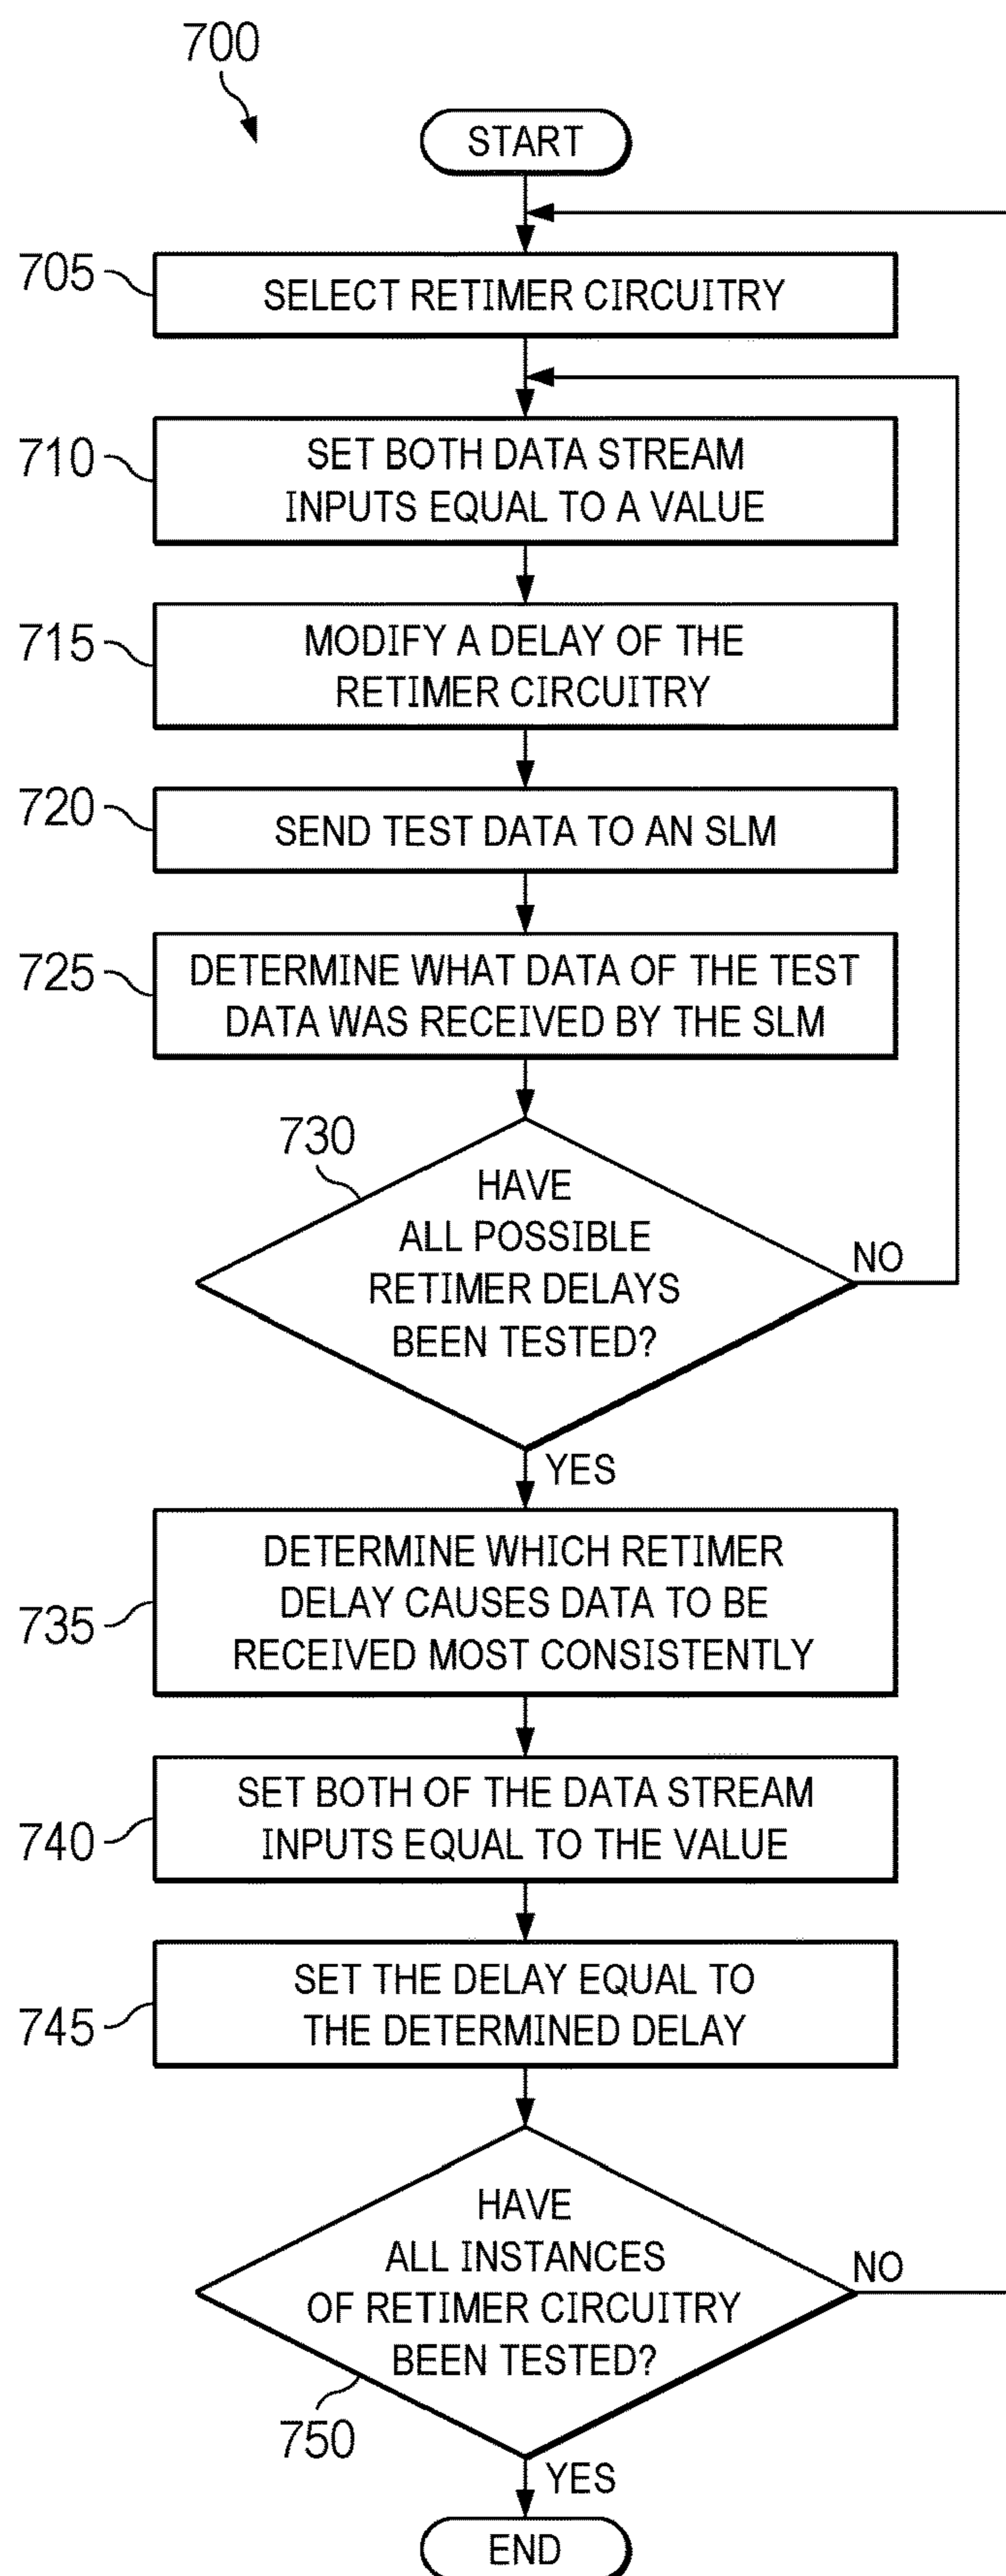 700
START
705
SELECT RETIMER CIRCUITRY
710
SET BOTH DATA STREAM
INPUTS EQUAL TO A VALUE
715
MODIFY A DELAY OF THE
RETIMER CIRCUITRY
720
SEND TEST DATA TO AN SLM
725
DETERMINE WHAT DATA OF THE TEST
DATA WAS RECEIVED BY THE SLM
730
HAVE
ALL POSSIBLE
RETIMER DELAYS
BEEN TESTED?
NO
YES
735
DETERMINE WHICH RETIMER
DELAY CAUSES DATA TO BE
RECEIVED MOST CONSISTENTLY
740
SET BOTH OF THE DATA STREAM
INPUTS EQUAL TO THE VALUE
745
SET THE DELAY EQUAL TO
THE DETERMINED DELAY
HAVE
ALL INSTANCES
OF RETIMER CIRCUITRY
BEEN TESTED?
NO
750
YES
END